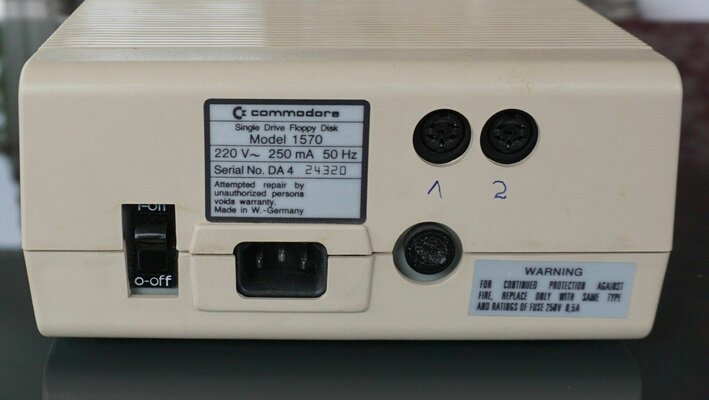 commodore
Single Drive Floppy Disk
Model 1570
220 V~ 250 mA 50 Hz
Serial No. DA 4 24320
Attempted repair by
unauthorized persons
voids warranty.
Made in W.-Germany
1 2
I-on
o-off
WARNING
FOR CONTINUED PROTECTION AGAINST
FIRE, REPLACE ONLY WITH SAME TYPE
AND RATINGS OF FUSE 250V 0,5A